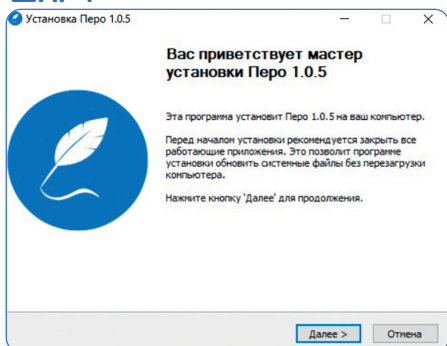 Установка Перо 1.0.5
Вас приветствует мастер
установки Перо 1.0.5
Эта программа установит Перо 1.0.5 на ваш компьютер.
Перед началом установки рекомендуется закрыть все
работающие приложения. Это позволит программе
установки обновить системные файлы без перезагрузки
компьютера.
Нажмите кнопку 'Далее' для продолжения.
Далее >
Отмена